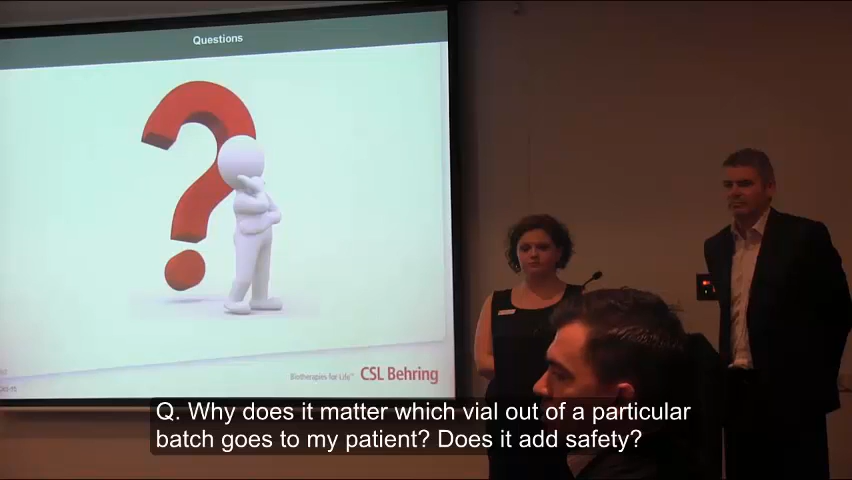 Questions
Biotherapies for Life™ CSL Behring
Q. Why does it matter which vial out of a particular
batch goes to my patient? Does it add safety?